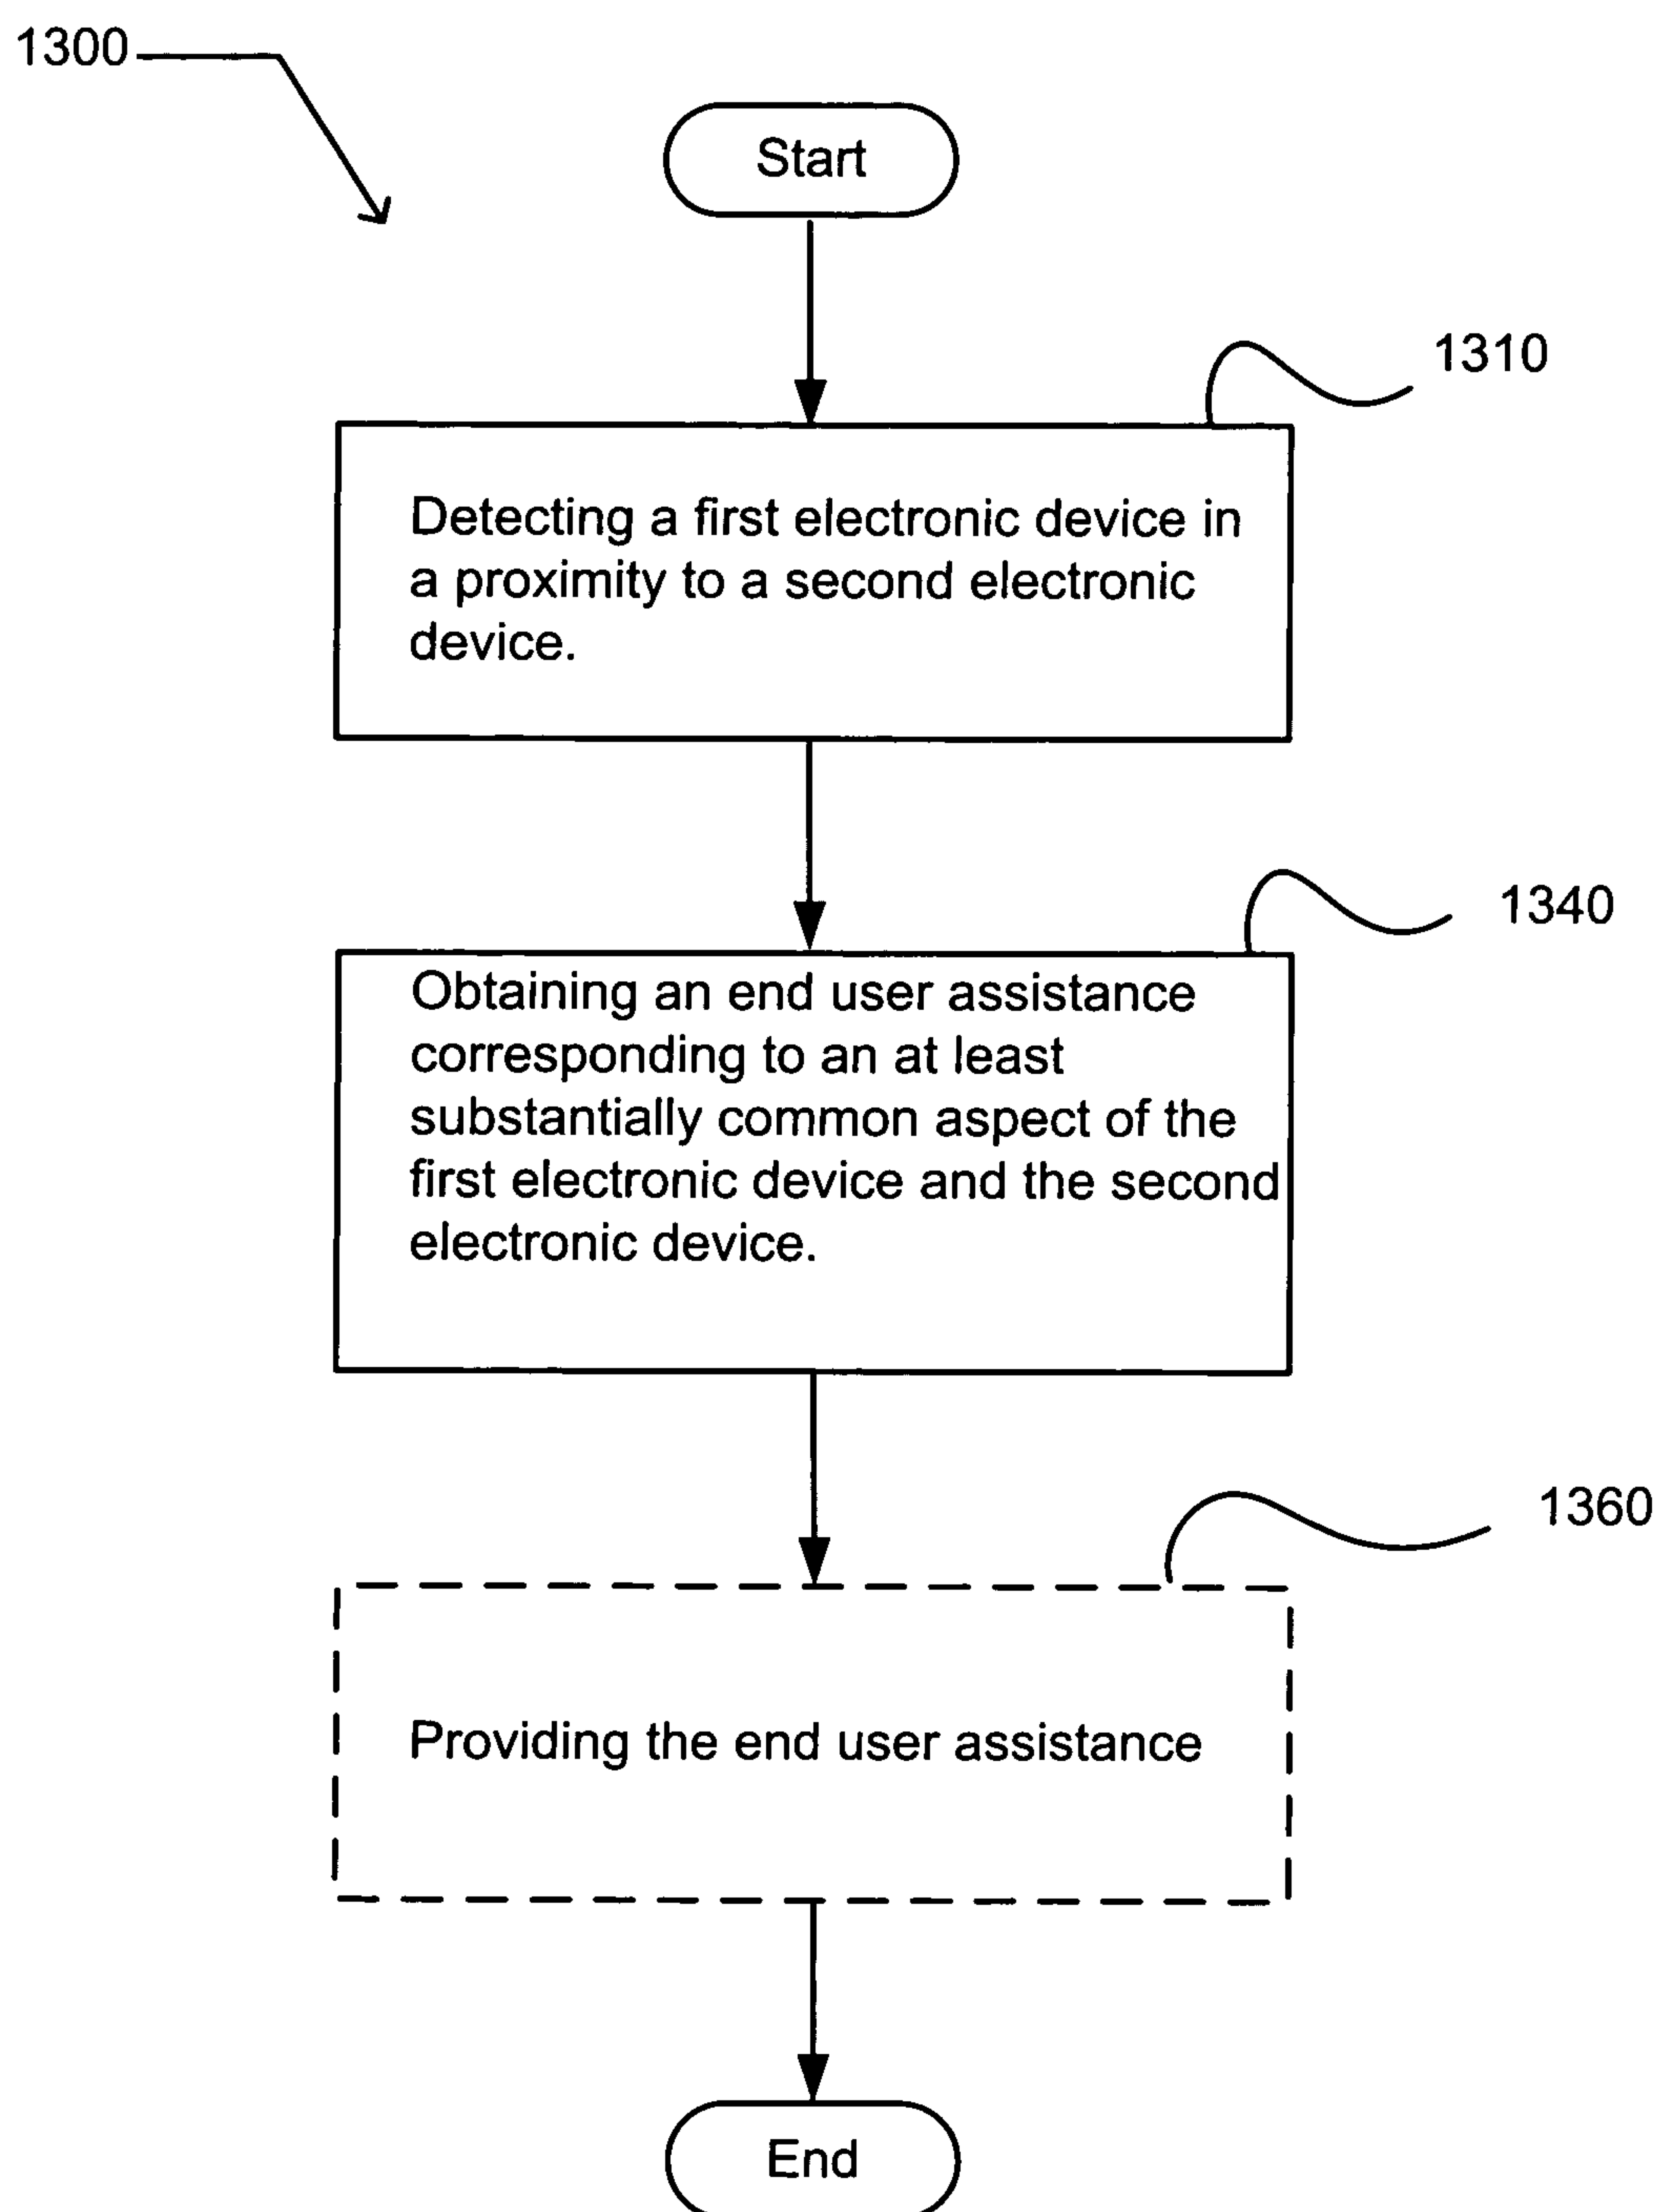 1300
Start
1310
Detecting a first electronic device in
a proximity to a second electronic
device.
1340
Obtaining an end user assistance
corresponding to an at least
substantially common aspect of the
first electronic device and the second
electronic device.
1360
Providing the end user assistance
End